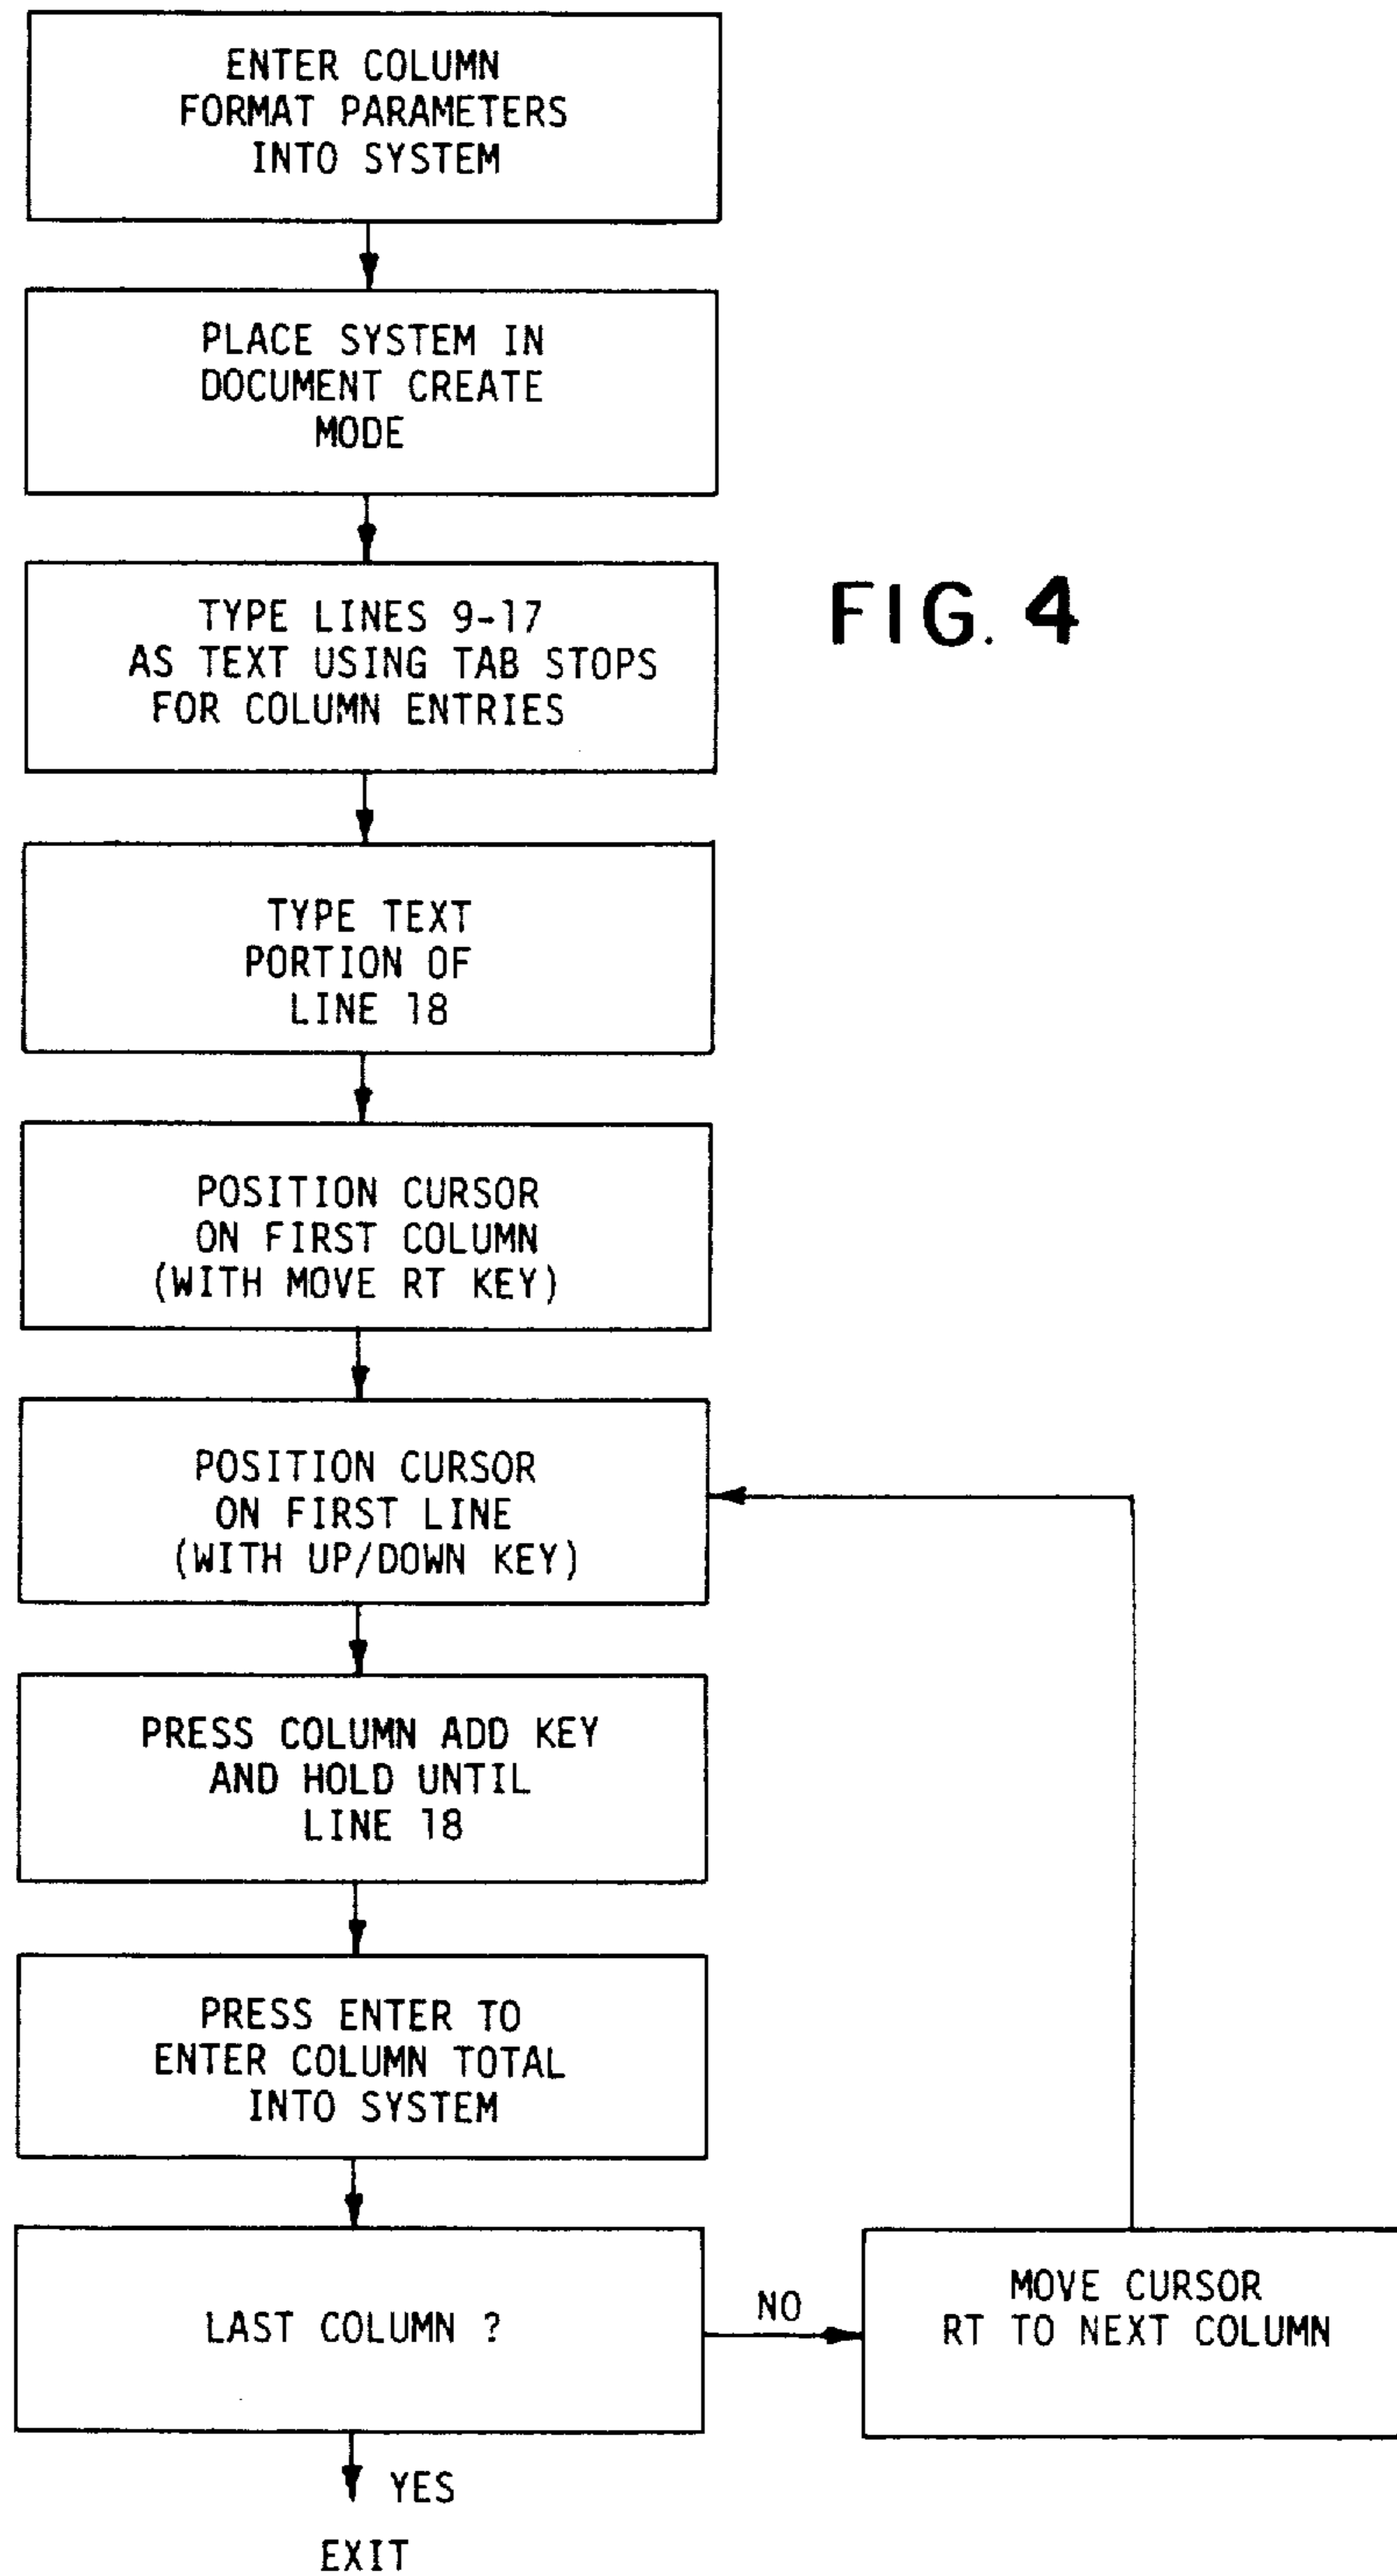 ENTER COLUMN
FORMAT PARAMETERS
INTO SYSTEM
PLACE SYSTEM IN
DOCUMENT CREATE
MODE
TYPE LINES 9-17
AS TEXT USING TAB STOPS
FOR COLUMN ENTRIES
FIG. 4
TYPE TEXT
PORTION OF
LINE 18
POSITION CURSOR
ON FIRST COLUMN
(WITH MOVE RT KEY)
POSITION CURSOR
ON FIRST LINE
(WITH UP/DOWN KEY)
PRESS COLUMN ADD KEY
AND HOLD UNTIL
LINE 18
PRESS ENTER TO
ENTER COLUMN TOTAL
INTO SYSTEM
LAST COLUMN ?
NO
MOVE CURSOR
RT TO NEXT COLUMN
YES
EXIT